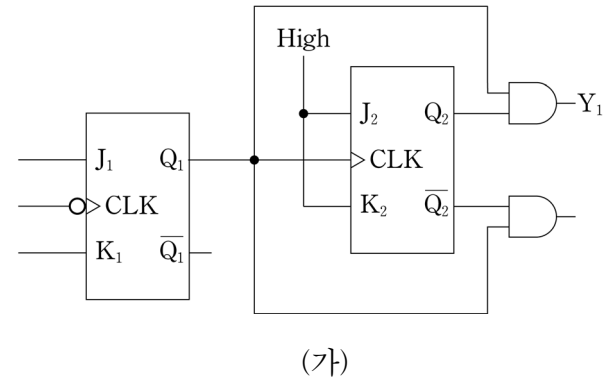 High
J₂ Q₂ Y₁
J₁ Q₁ CLK
CLK K₂ Q̅₂
K₁ Q̅₁
(가)